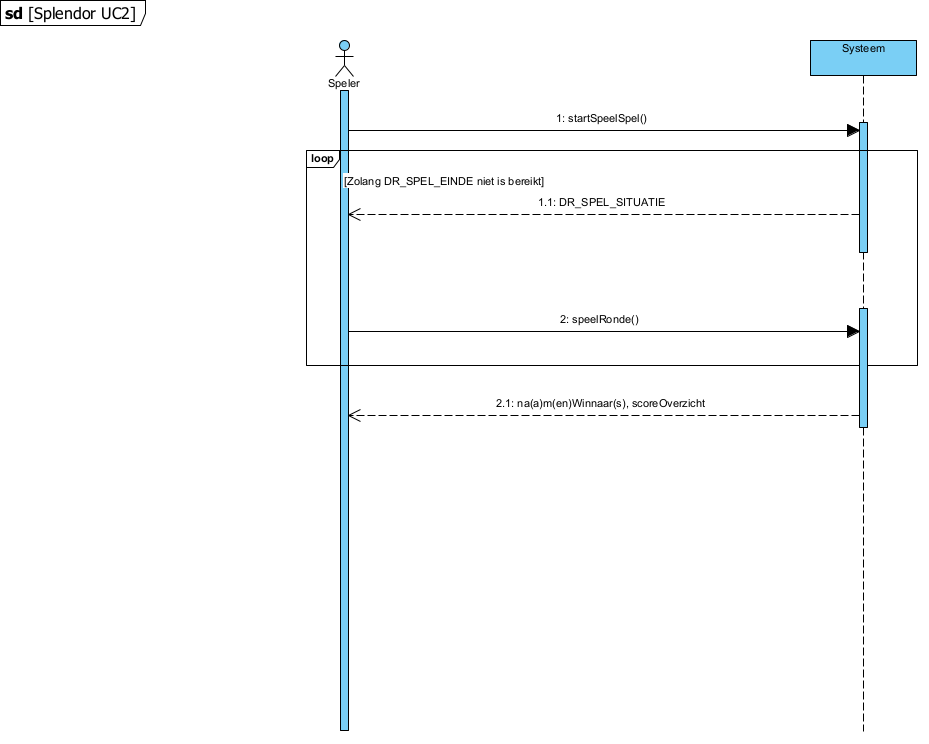 sd [Splendor UC2]
Speler
Systeem
1: startSpeelSpel()
loop
[Zolang DR_SPEL_EINDE niet is bereikt]
1.1: DR_SPEL_SITUATIE
2: speelRonde()
2.1: na(a)m(en)Winnaar(s), scoreOverzicht